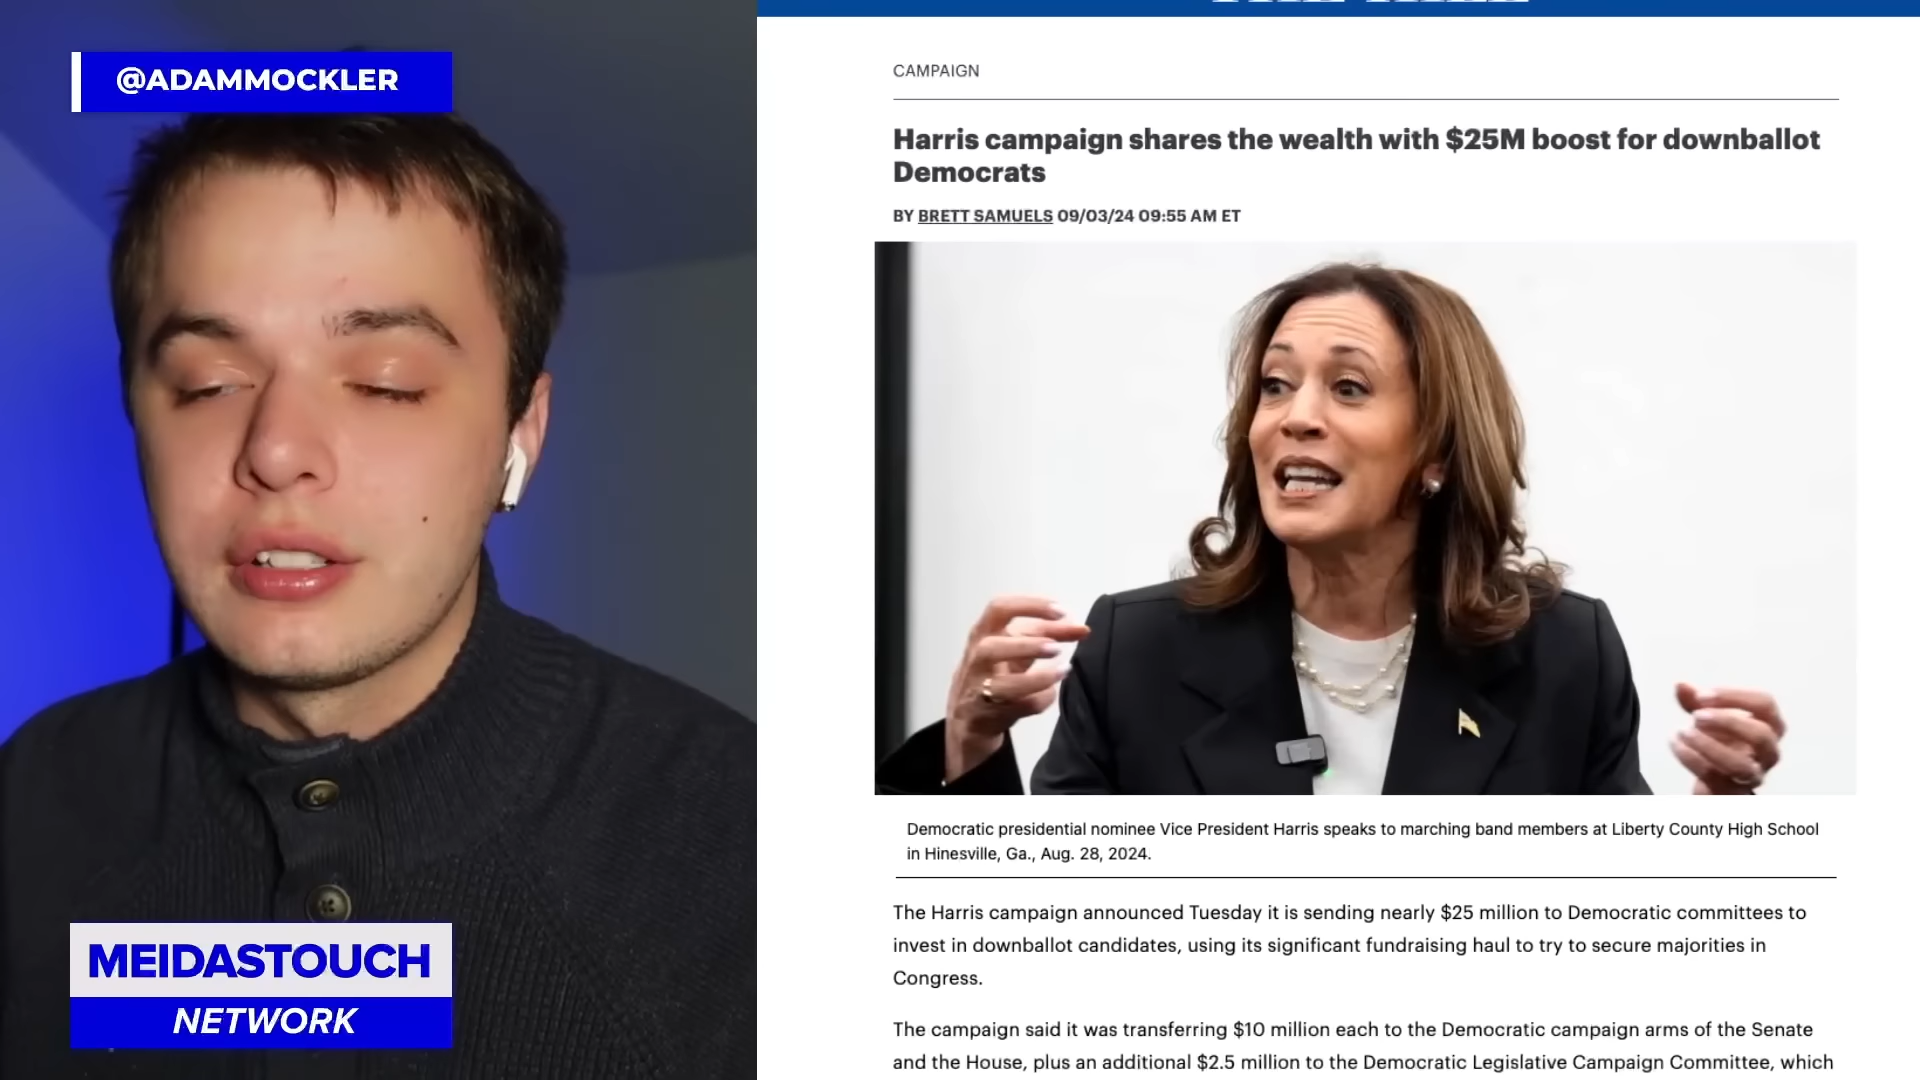 @ADAMMOCKLER
CAMPAIGN
Harris campaign shares the wealth with $25M boost for downballot
Democrats
BY BRETT SAMUELS 09/03/24 09:55 AM ET
Democratic presidential nominee Vice President Harris speaks to marching band members at Liberty County High School
in Hinesville, Ga., Aug. 28, 2024.
The Harris campaign announced Tuesday it is sending nearly $25 million to Democratic committees to
invest in downballot candidates, using its significant fundraising haul to try to secure majorities in
Congress.
The campaign said it was transferring $10 million each to the Democratic campaign arms of the Senate
and the House, plus an additional $2.5 million to the Democratic Legislative Campaign Committee, which
MEIDASTOUCH
NETWORK